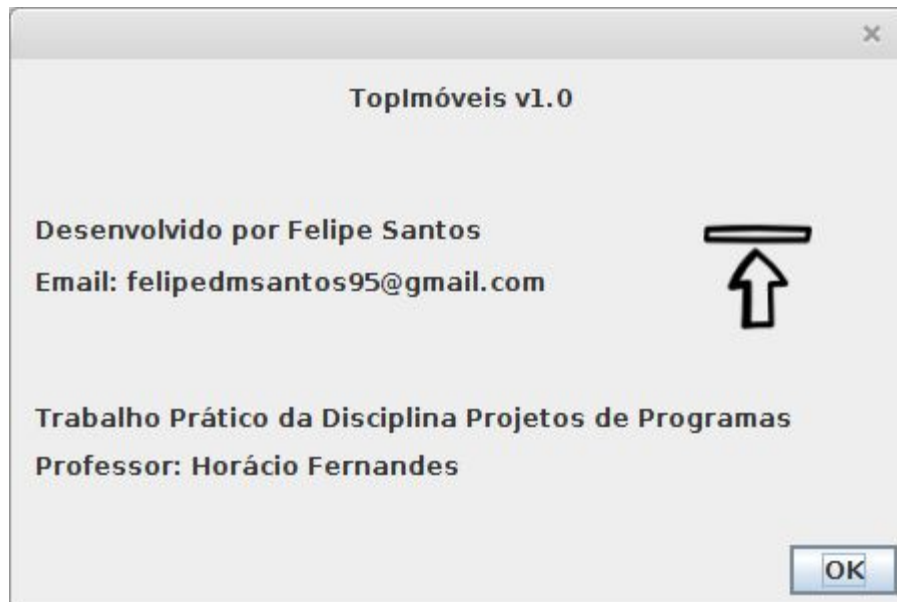 TopImóveis v1.0
Desenvolvido por Felipe Santos
Email: felipedmsantos95@gmail.com
Trabalho Prático da Disciplina Projetos de Programas
Professor: Horácio Fernandes
OK